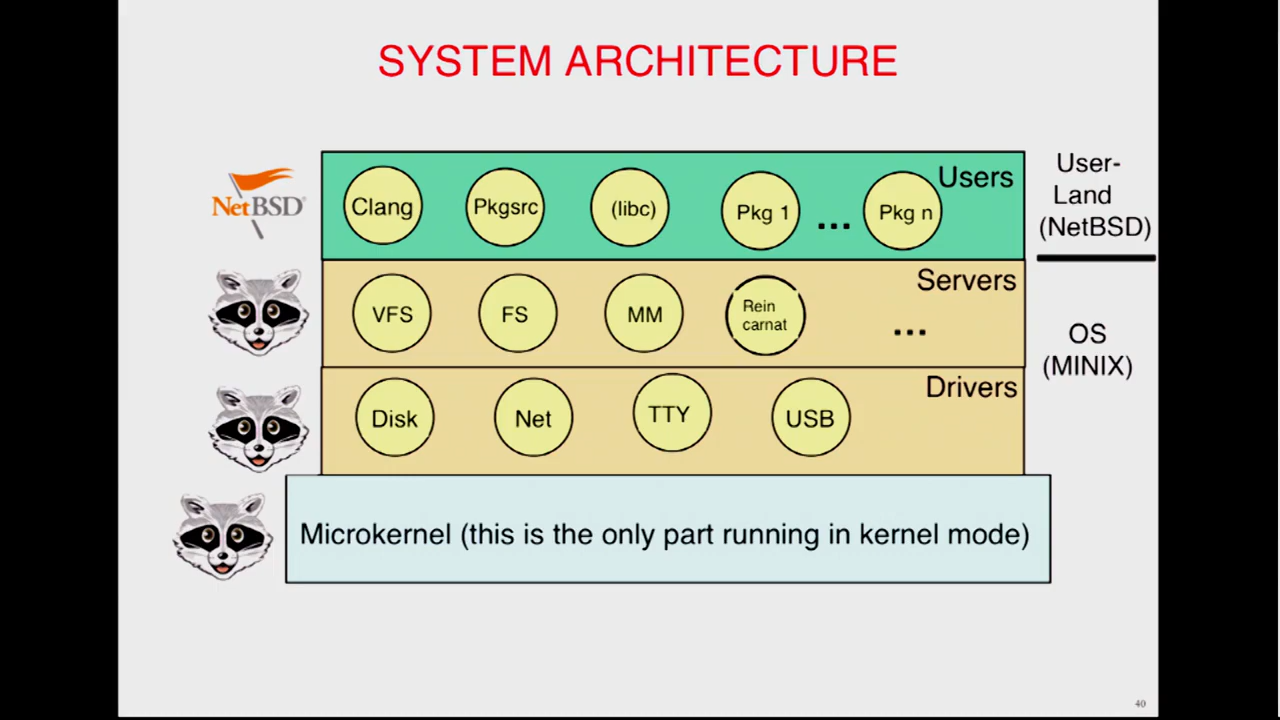 SYSTEM ARCHITECTURE
NetBSD
Clang
Pkgsrc
(libc)
Pkg 1
...
Pkg n
Users
User-
Land
(NetBSD)
VFS
FS
MM
Rein
carnat
...
Servers
OS
(MINIX)
Disk
Net
TTY
USB
Drivers
Microkernel (this is the only part running in kernel mode)
40